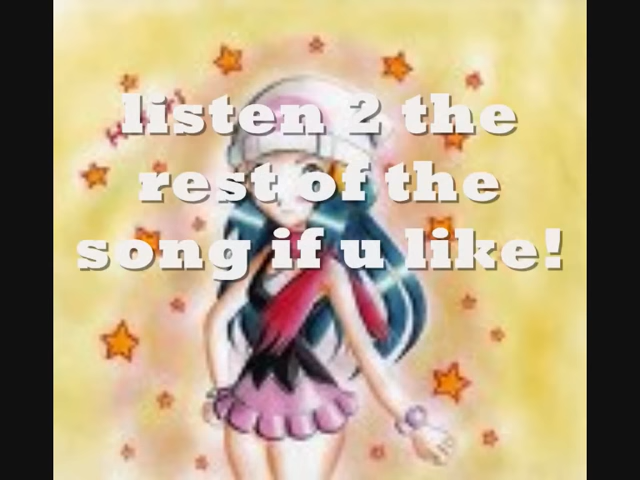 listen 2 the
rest of the
song if u like!